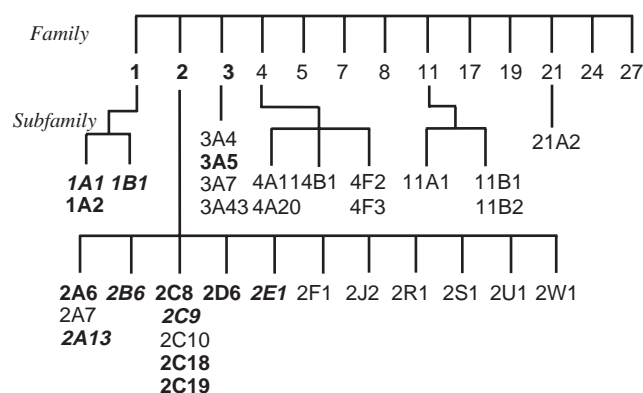 Family
1 2 3 4 5 7 8 11 17 19 21 24 27
Subfamily
3A4 21A2
3A5
1A1 1B1 3A7 4A11 4B1 4F2 11A1 11B1
1A2 3A43 4A20 4F3 11B2
2A6 2B6 2C8 2D6 2E1 2F1 2J2 2R1 2S1 2U1 2W1
2A7 2C9
2A13 2C10
2C18
2C19